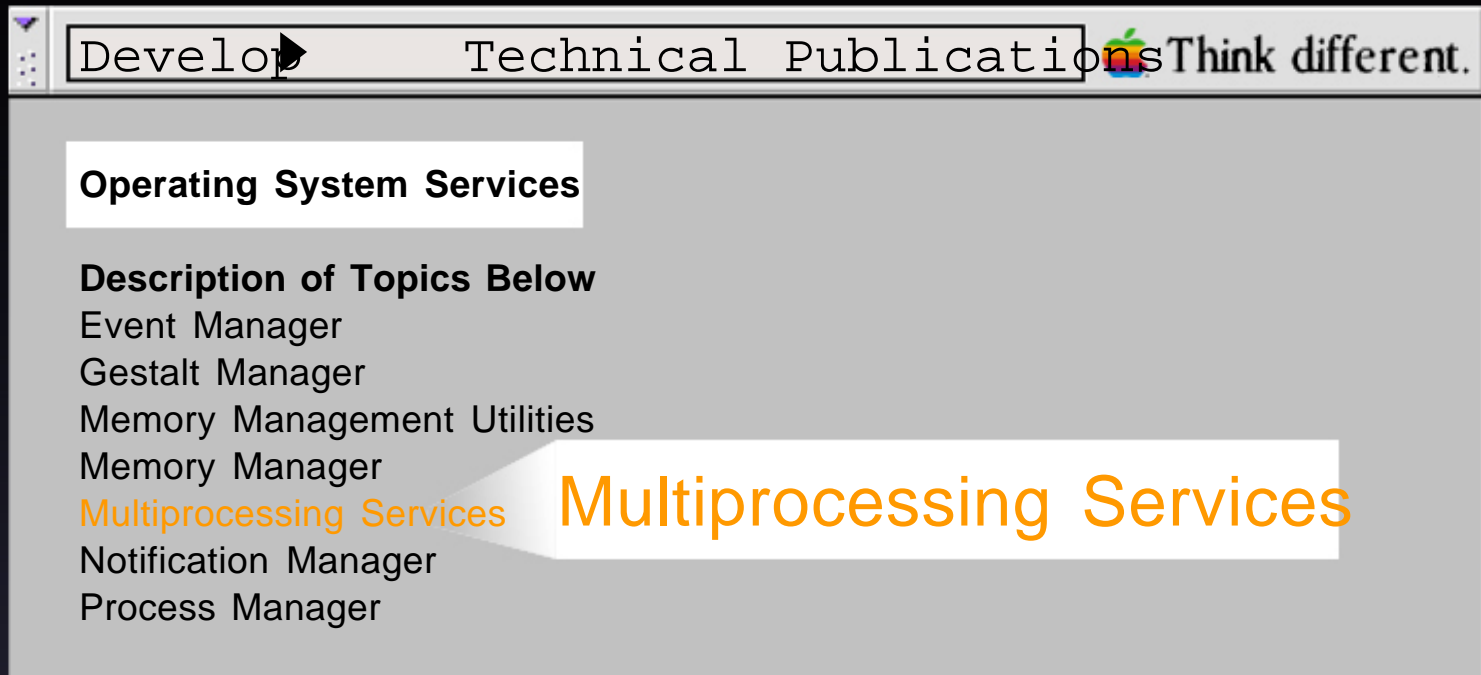 Develop Technical Publications Think different.
Operating System Services
Description of Topics Below
Event Manager
Gestalt Manager
Memory Management Utilities
Memory Manager
Multiprocessing Services Multiprocessing Services
Notification Manager
Process Manager